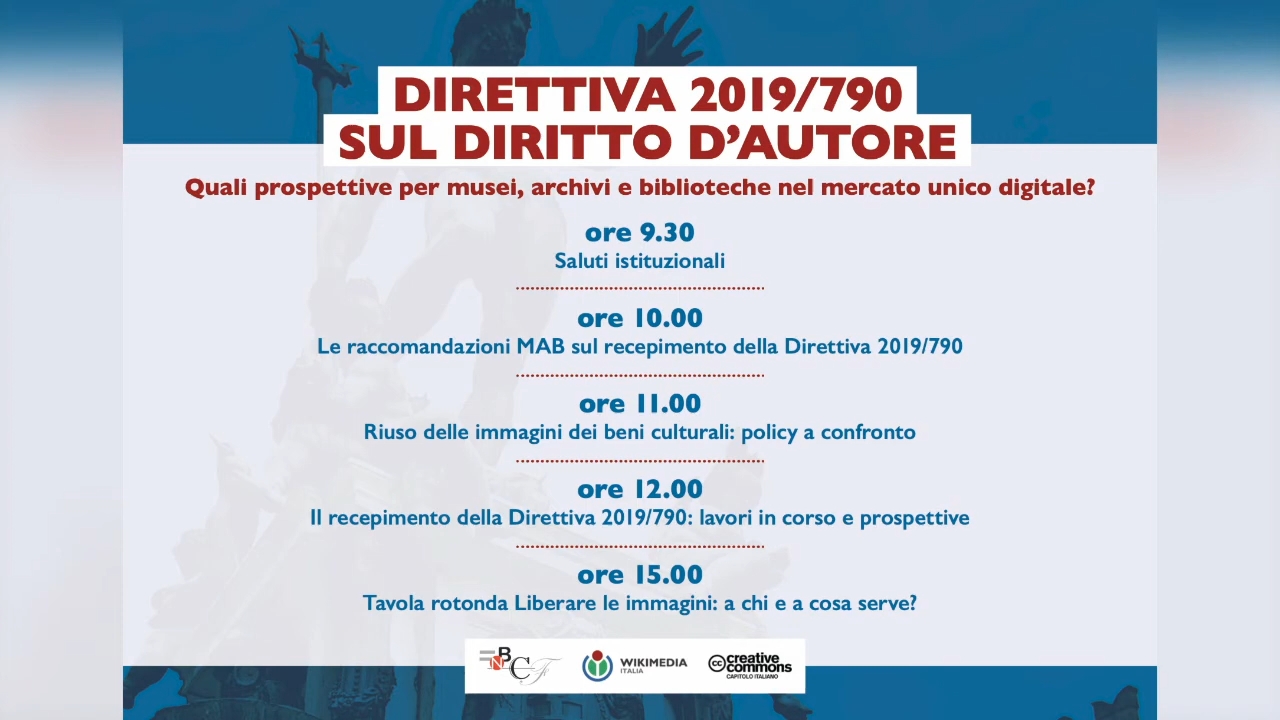 DIRETTIVA 2019/790
SUL DIRITTO D'AUTORE
Quali prospettive per musei, archivi e biblioteche nel mercato unico digitale?
ore 9.30
Saluti istituzionali
ore 10.00
Le raccomandazioni MAB sul recepimento della Direttiva 2019/790
ore 11.00
Riuso delle immagini dei beni culturali: policy a confronto
ore 12.00
Il recepimento della Direttiva 2019/790: lavori in corso e prospettive
ore 15.00
Tavola rotonda Liberare le immagini: a chi e a cosa serve?
BNCF
WIKIMEDIA
ITALIA
cc creative
commons
CAPITOLO ITALIANO